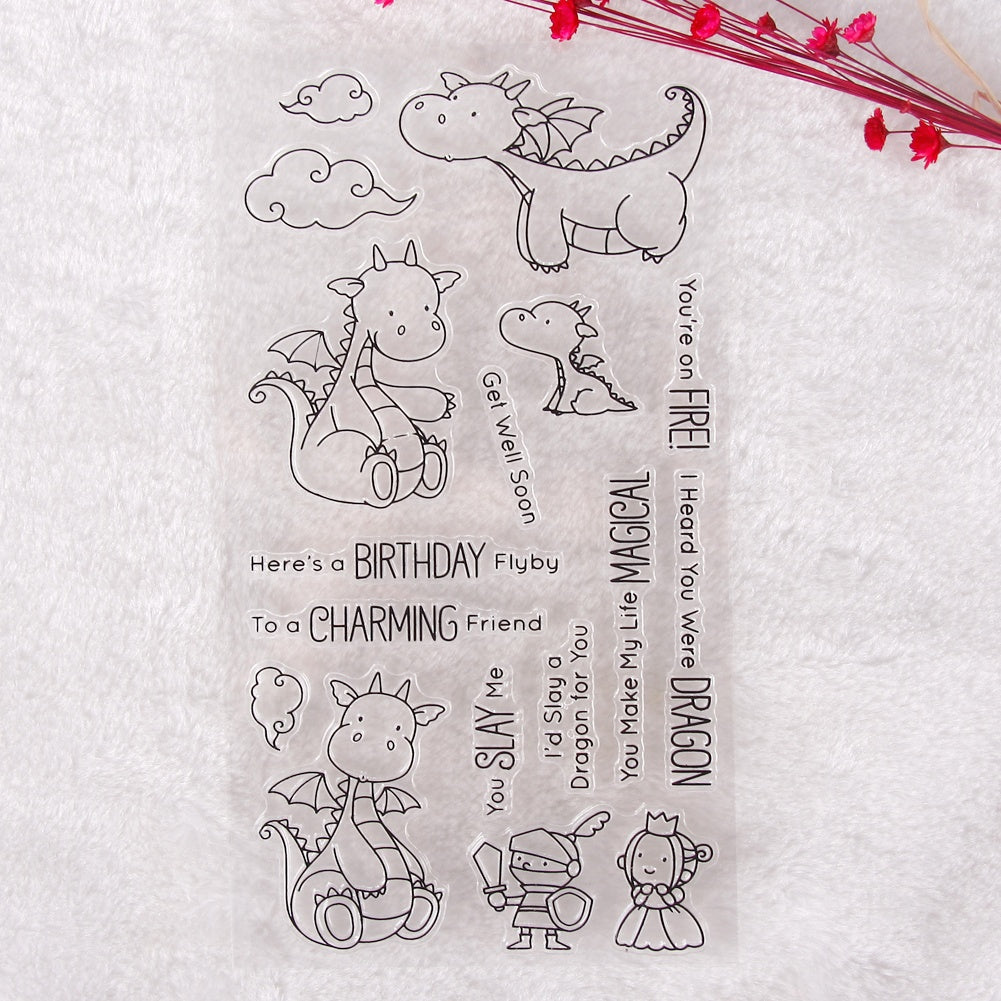 You're on FIRE!
Get Well Soon
I Heard You Were DRAGON
You Make My Life MAGICAL
Here's a BIRTHDAY Flyby
To a CHARMING Friend
I'd Slay a
Dragon for You
You SLAY Me